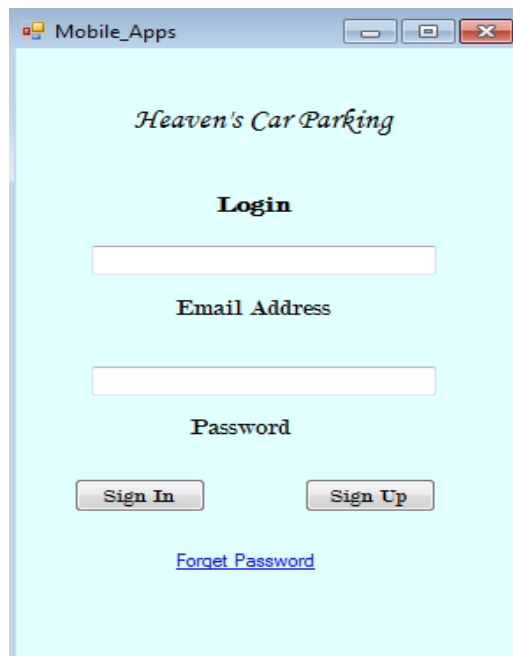 Mobile_Apps
Heaven's Car Parking
Login
Email Address
Password
Sign In Sign Up
Forget Password